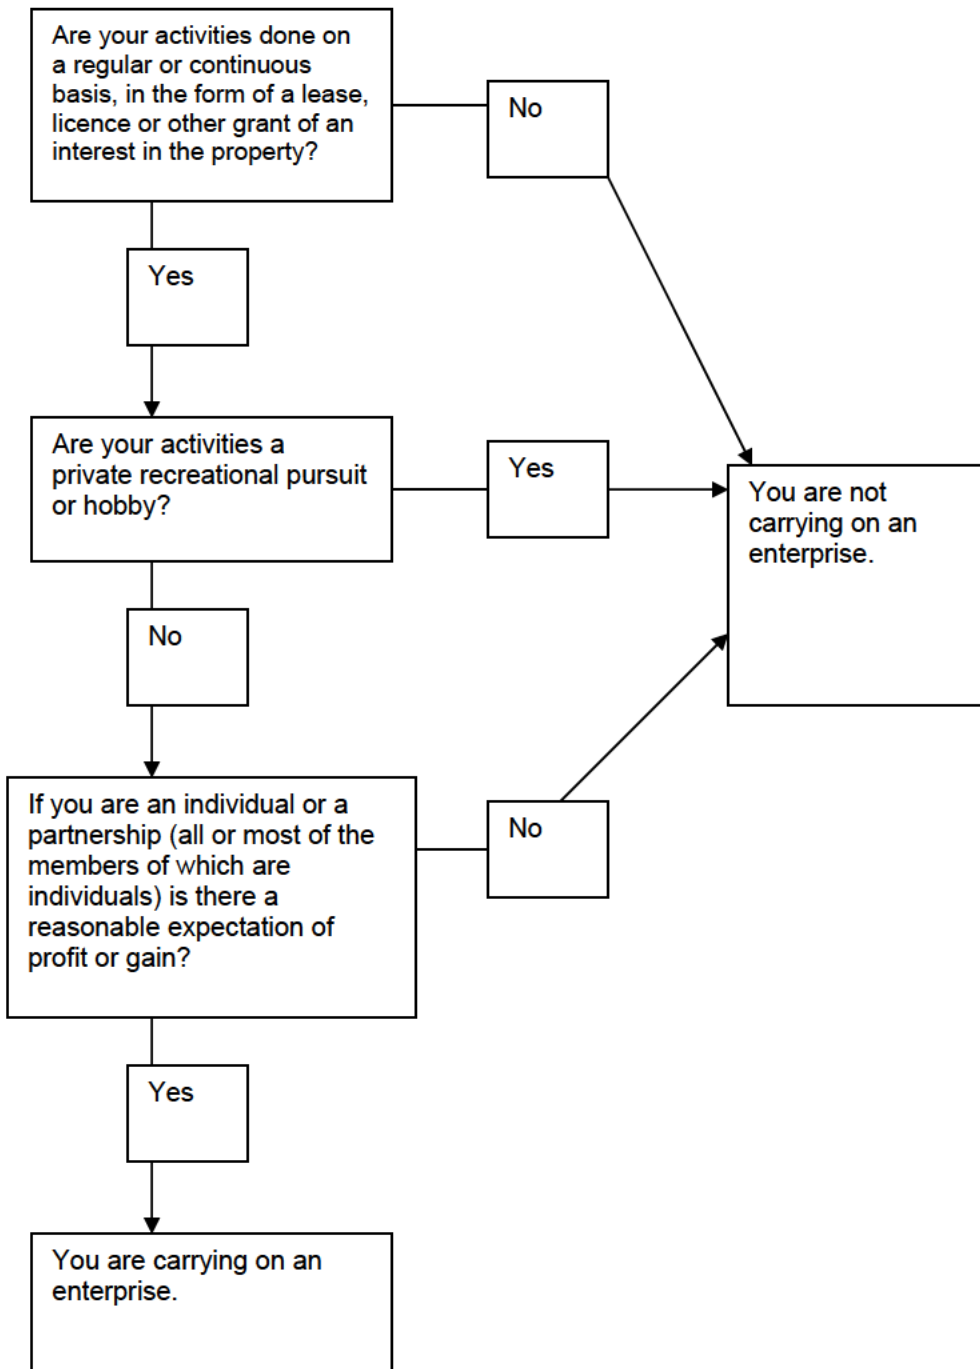 Are your activities done on
a regular or continuous
basis, in the form of a lease,
licence or other grant of an
interest in the property?
No
Yes
Are your activities a
private recreational pursuit
or hobby?
Yes
You are not
carrying on an
enterprise.
No
If you are an individual or a
partnership (all or most of the
members of which are
individuals) is there a
reasonable expectation of
profit or gain?
No
Yes
You are carrying on an
enterprise.